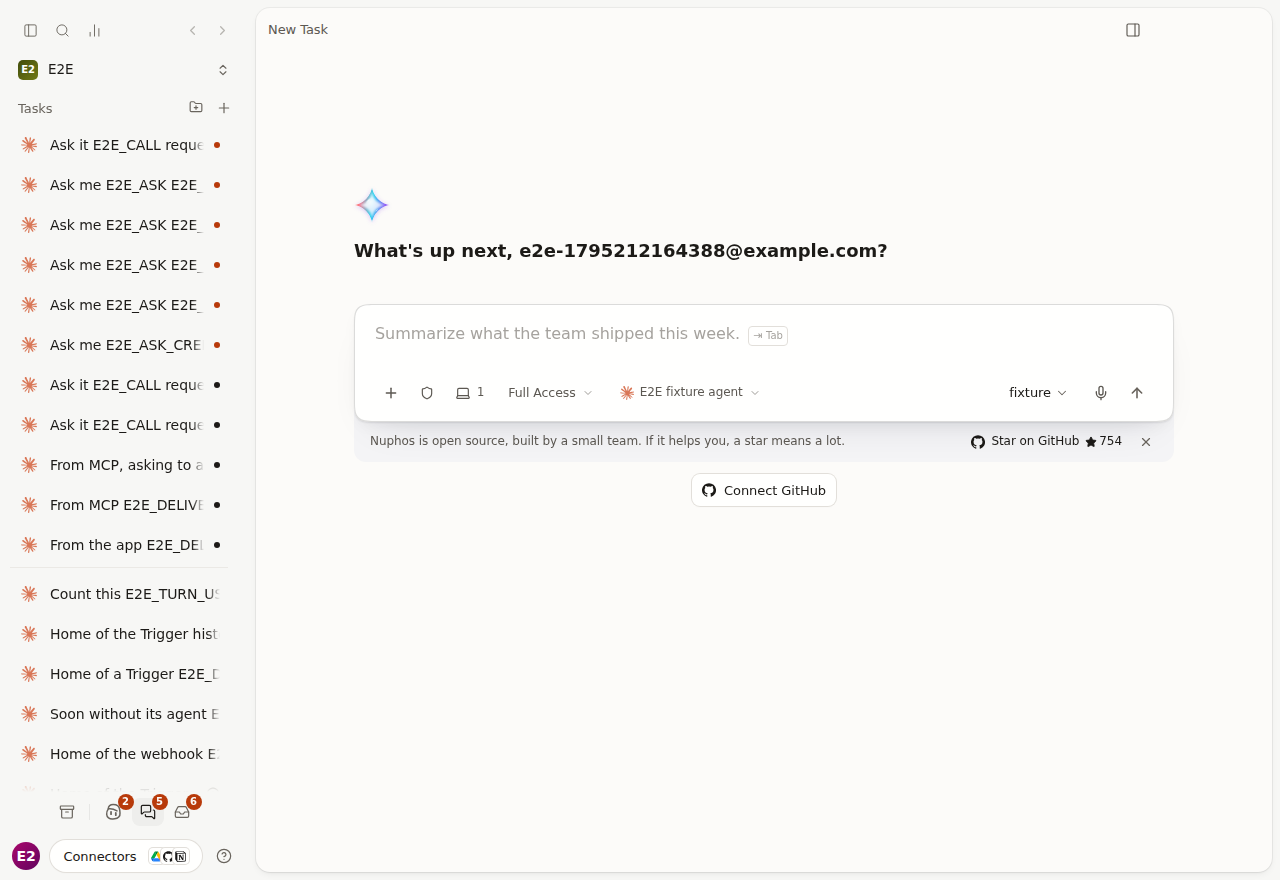 New Task
E2 E2E
Tasks
Ask it E2E_CALL reque
Ask me E2E_ASK E2E_
Ask me E2E_ASK E2E_
Ask me E2E_ASK E2E_
Ask me E2E_ASK E2E_
Ask me E2E_ASK_CRE
Ask it E2E_CALL reque
Ask it E2E_CALL reque
From MCP, asking to a
From MCP E2E_DELIVE
From the app E2E_DEL
Count this E2E_TURN_US
Home of the Trigger hist
Home of a Trigger E2E_D
Soon without its agent E
Home of the webhook E2
2 5 6
E2 Connectors
What's up next, e2e-1795212164388@example.com?
Summarize what the team shipped this week. ⇥ Tab
1 Full Access E2E fixture agent fixture
Nuphos is open source, built by a small team. If it helps you, a star means a lot. Star on GitHub ★ 754
Connect GitHub